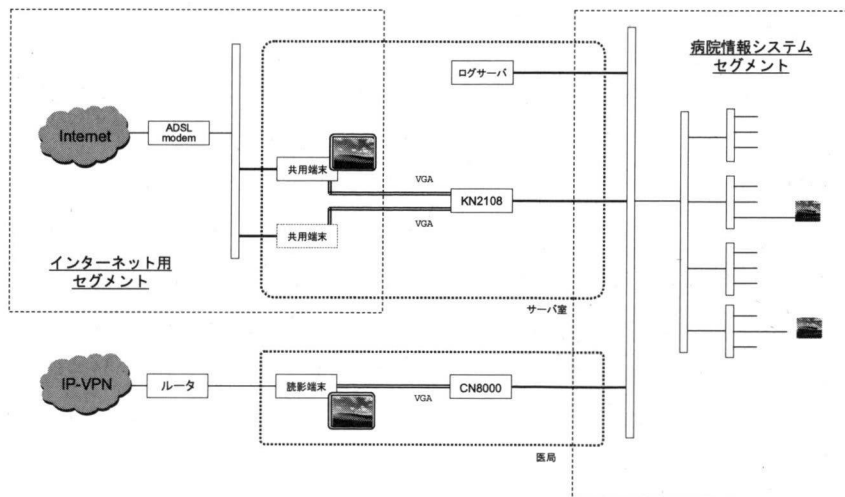 病院情報システム
セグメント
ログサーバ
Internet
ADSL
modem
共用端末
VGA
KN2108
VGA
共用端末
インターネット用
セグメント
サーバ室
IP-VPN
ルータ
読影端末
VGA
CN8000
医局